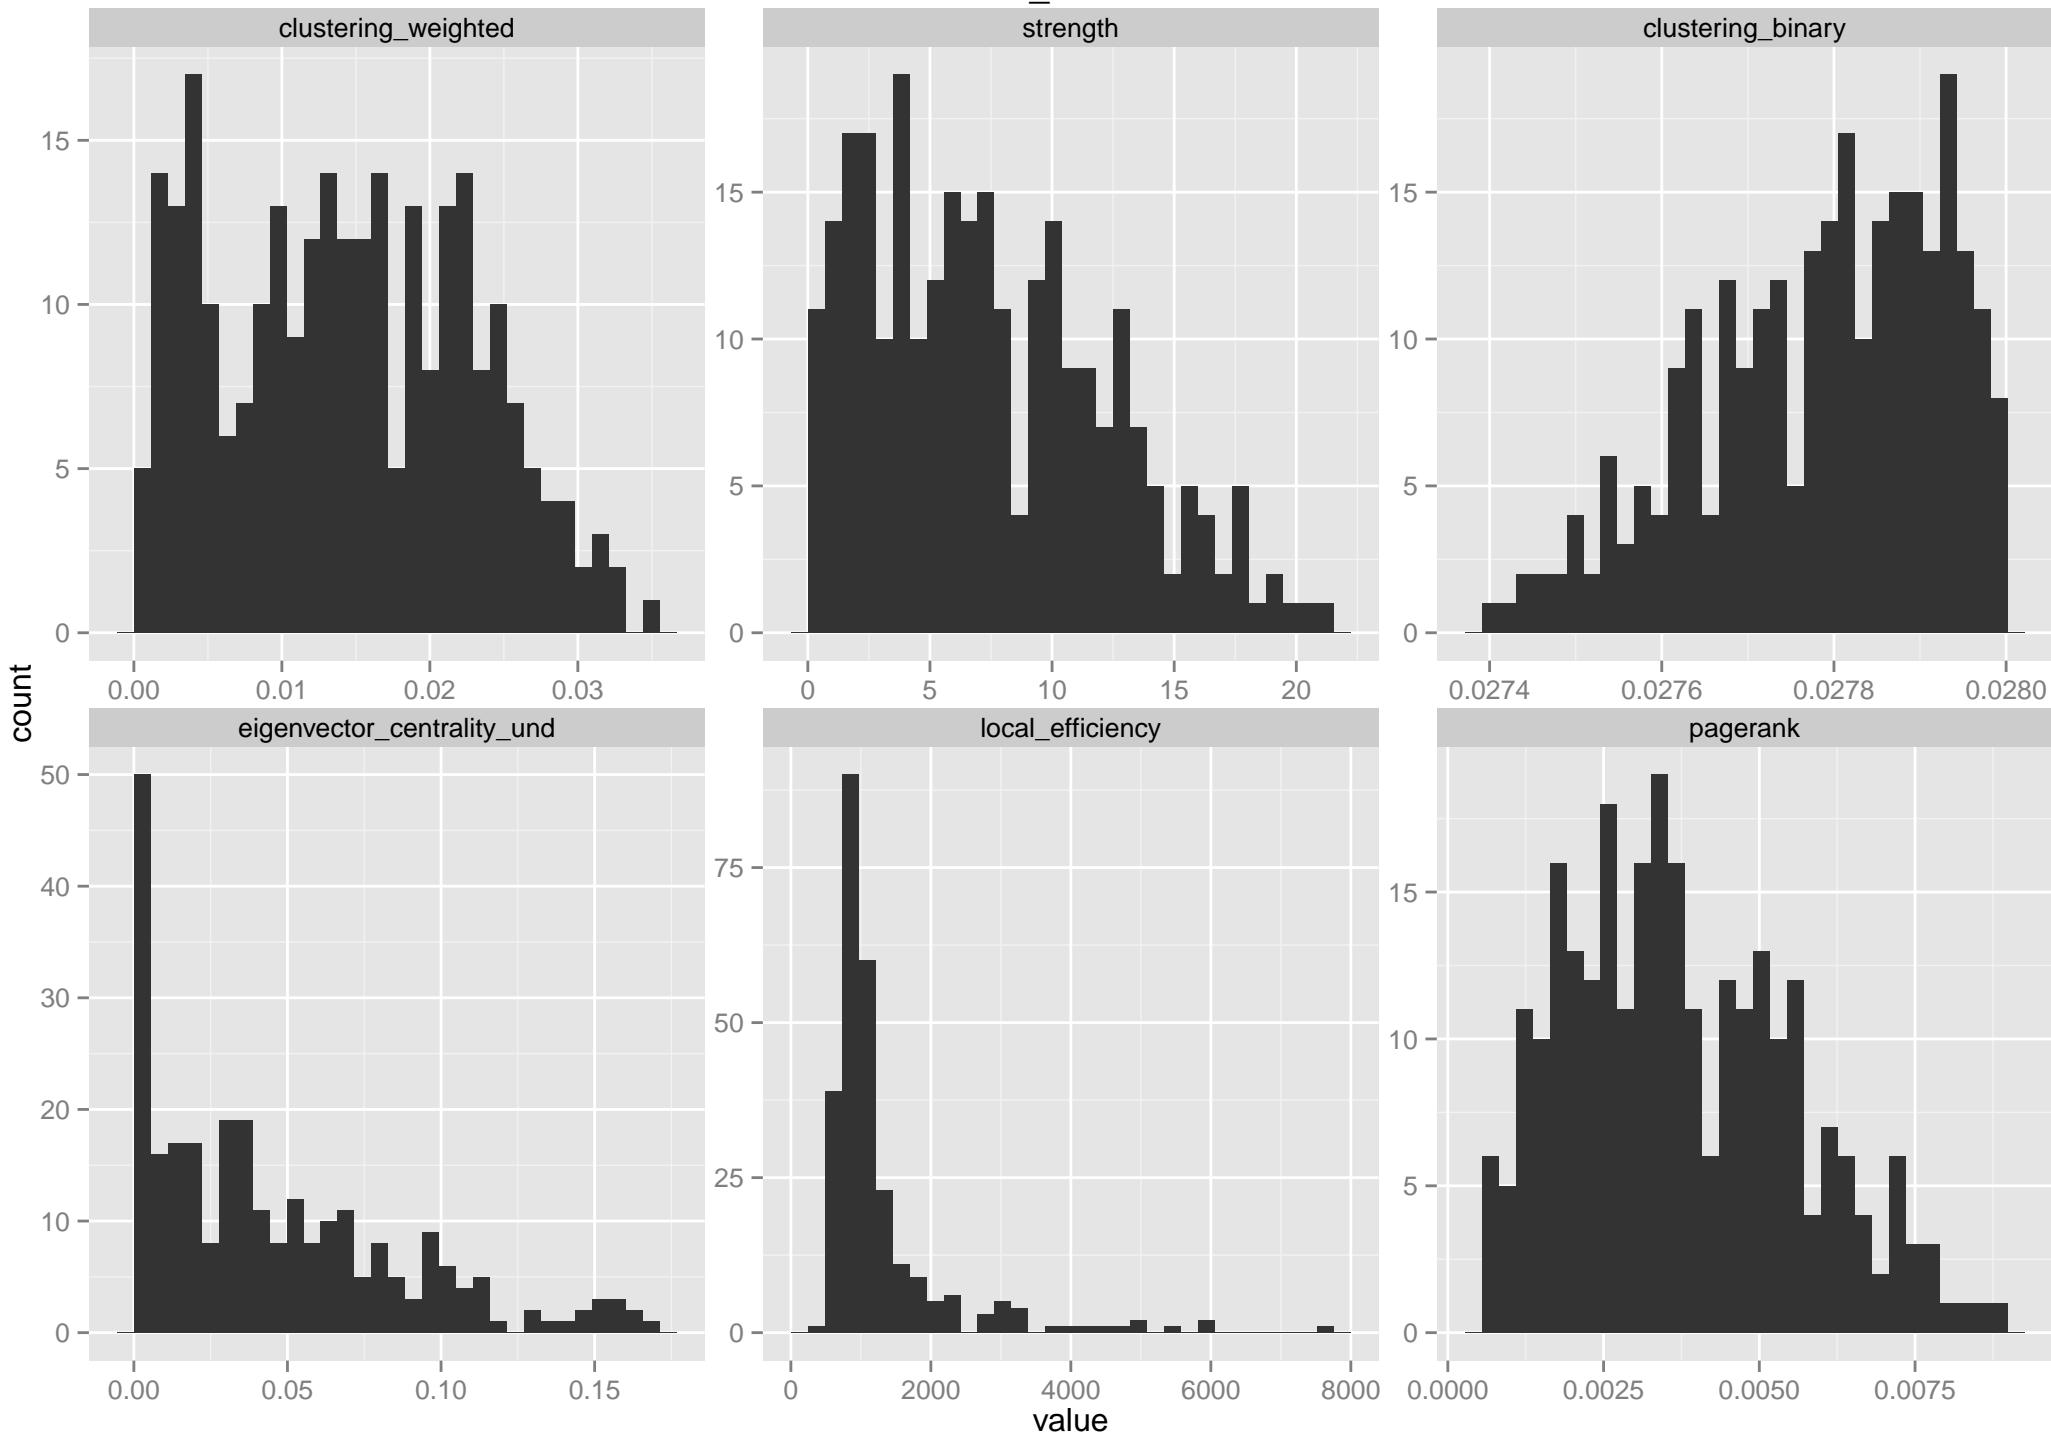 clustering_weighted
strength
clustering_binary
15
10
5
0
15
10
5
0
15
10
5
0
0.00 0.01 0.02 0.03
0 5 10 15 20
0.0274 0.0276 0.0278 0.0280
count
eigenvector_centrality_und
local_efficiency
pagerank
50
40
30
20
10
0
75
50
25
0
15
10
5
0
0.00 0.05 0.10 0.15
0 2000 4000 6000 8000
0.0000 0.0025 0.0050 0.0075
value